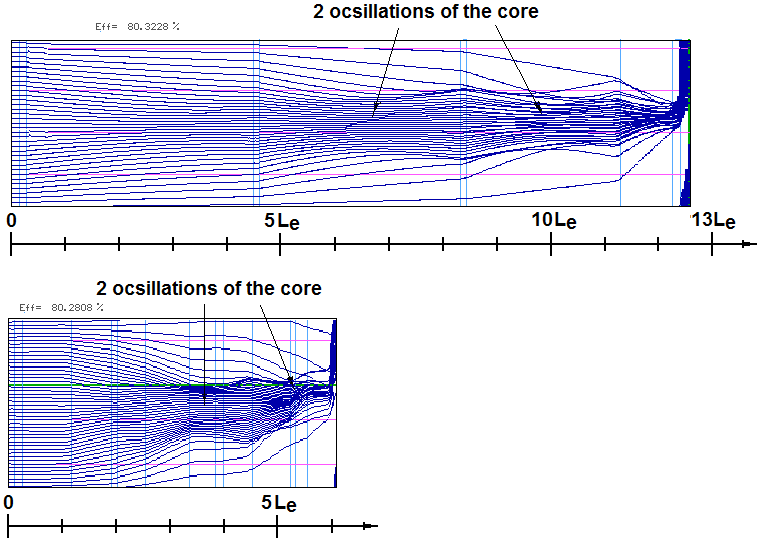 2 ocsillations of the core
Eff= 80.3228 %
0 5Le 10Le 13Le
2 ocsillations of the core
Eff= 80.2808 %
0 5Le